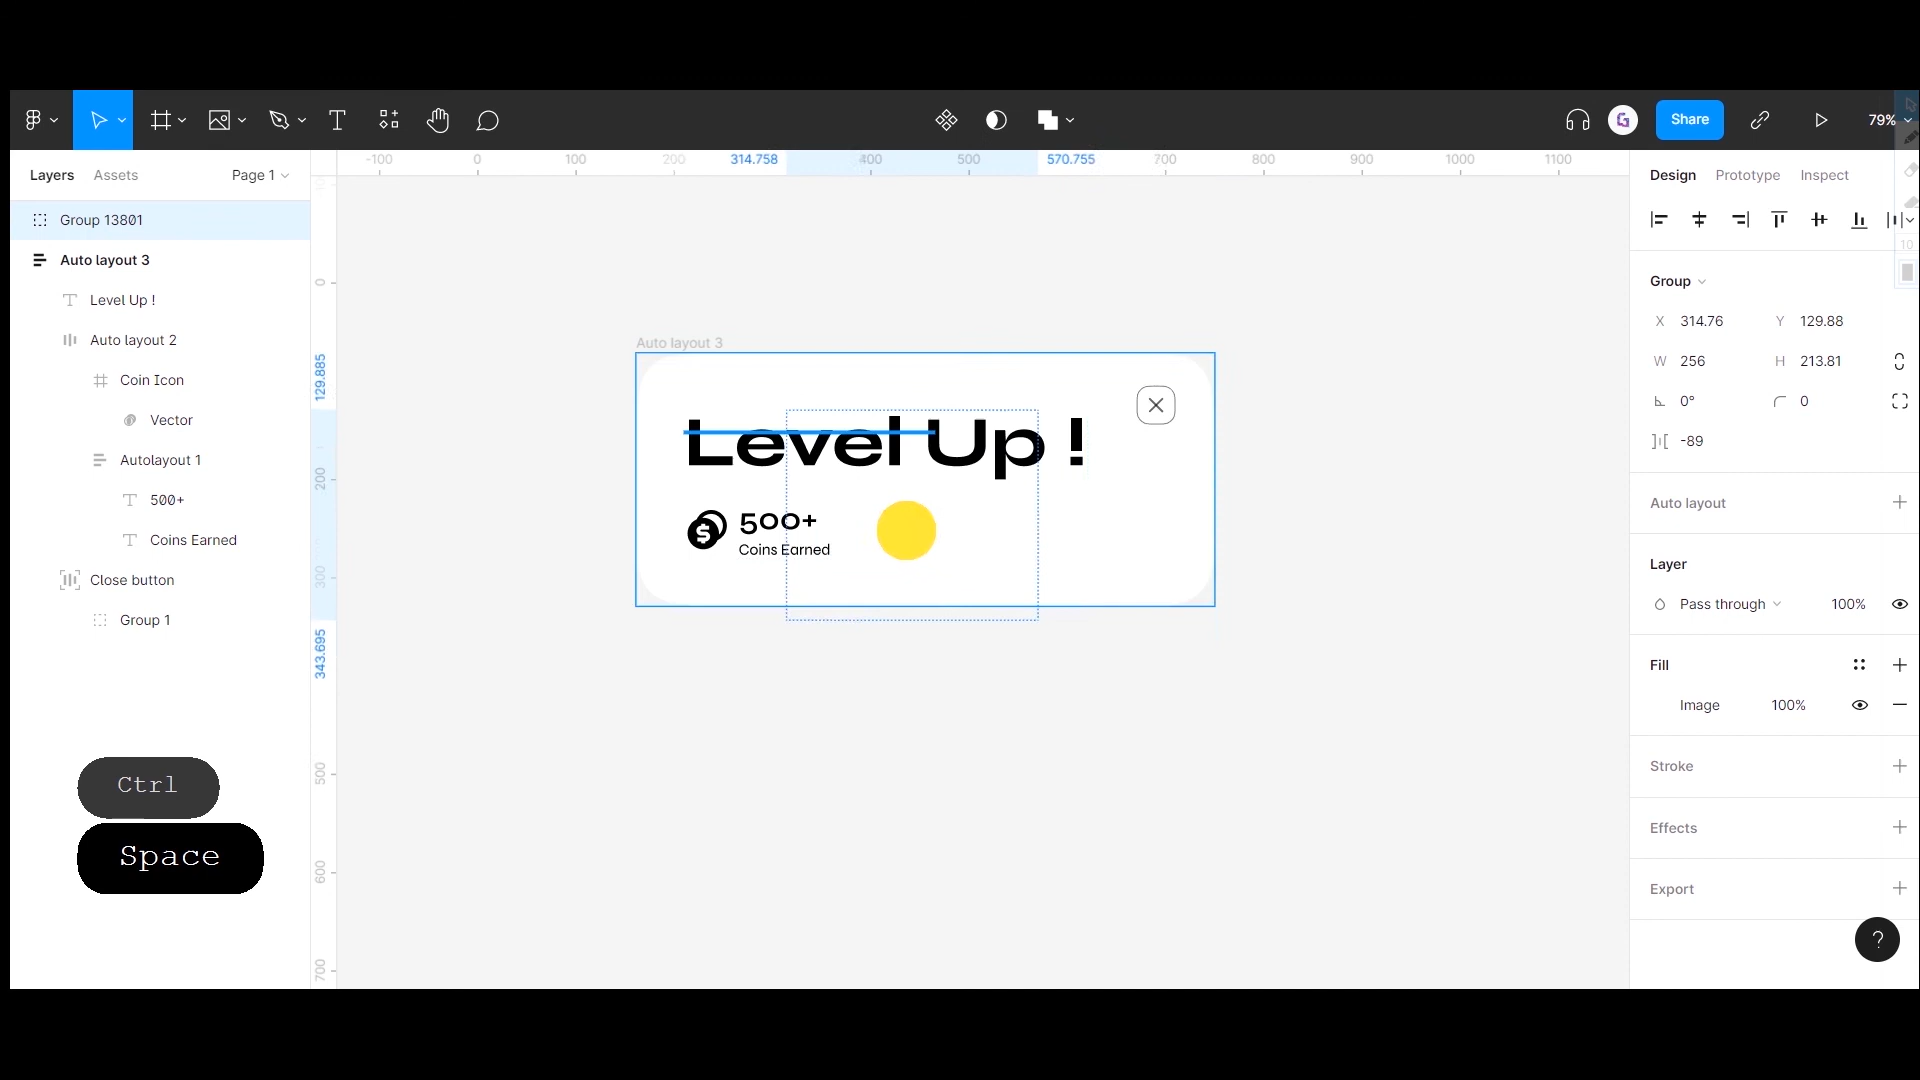 Share
79%
Layers
Assets
Page 1
Group 13801
Auto layout 3
Level Up !
Auto layout 2
Coin Icon
Vector
Autolayout 1
500+
Coins Earned
Close button
Group 1
Ctrl
Space
-100
0
100
200
314.758
400
500
570.755
700
800
900
1000
1100
0
129.885
200
300
343.695
500
600
700
Auto layout 3
Level Up !
$
500+
Coins Earned
Design
Prototype
Inspect
10
Group
X 314.76
Y 129.88
W 256
H 213.81
0°
0
-89
Auto layout
Layer
Pass through
100%
Fill
Image
100%
Stroke
Effects
Export
?